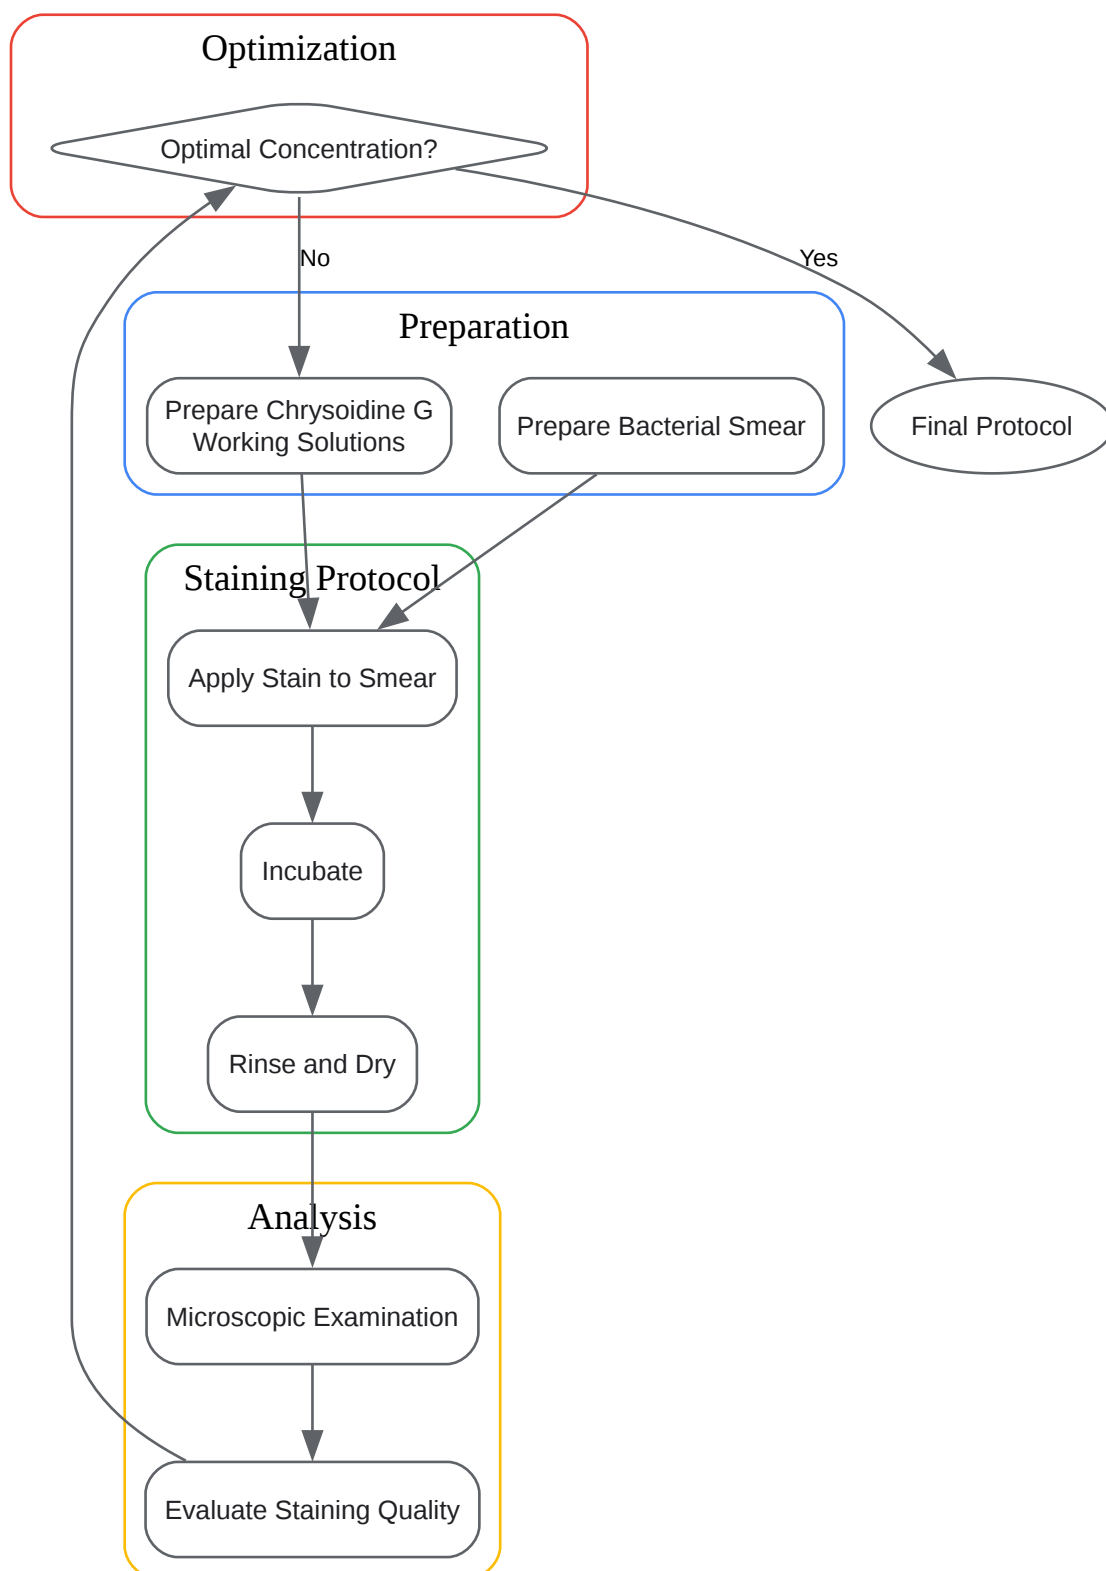 Optimization
Optimal Concentration?
No
Yes
Preparation
Prepare Chrysoidine G
Working Solutions
Prepare Bacterial Smear
Final Protocol
Staining Protocol
Apply Stain to Smear
Incubate
Rinse and Dry
Analysis
Microscopic Examination
Evaluate Staining Quality